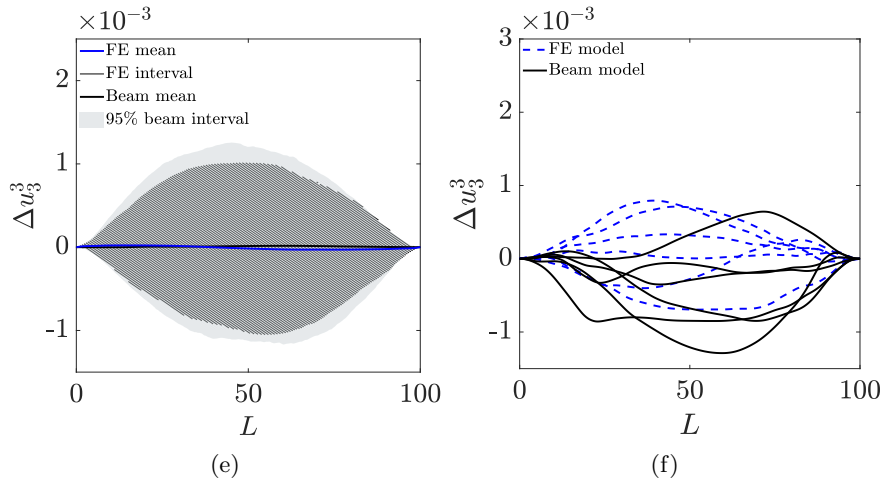 ×10⁻³
FE mean
FE interval
Beam mean
95% beam interval
2
1
0
-1
Δu₃³
0
50
100
L
(e)
×10⁻³
FE model
Beam model
3
2
1
0
-1
Δu₃³
0
50
100
L
(f)